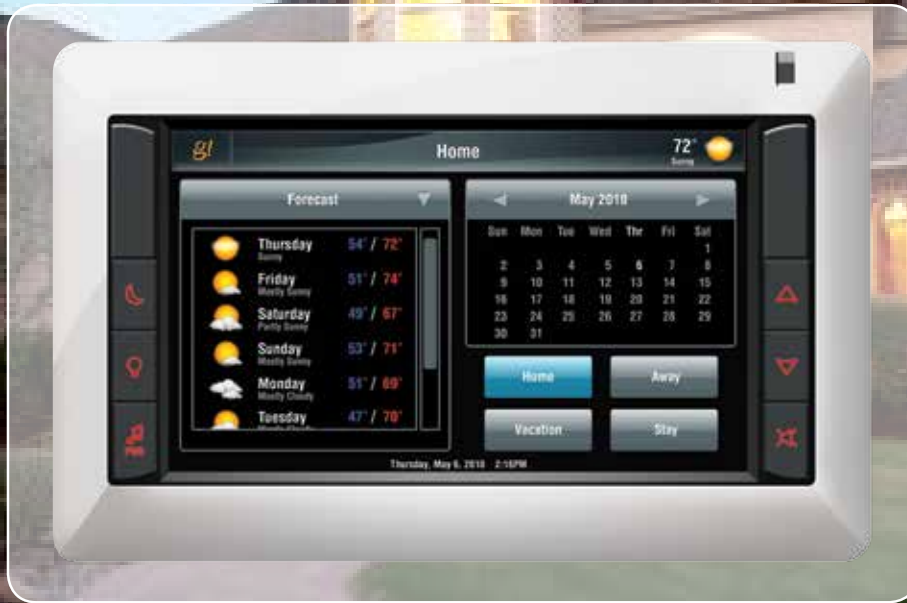 g!
Home
72°
Sunny
Forecast
May 2010
Sun Mon Tue Wed Thr Fri Sat
1
2 3 4 5 6 7 8
9 10 11 12 13 14 15
16 17 18 19 20 21 22
23 24 25 26 27 28 29
30 31
Thursday 54° / 72°
Sunny
Friday 51° / 74°
Mostly Sunny
Saturday 49° / 67°
Partly Sunny
Sunday 53° / 71°
Mostly Sunny
Monday 51° / 69°
Mostly Cloudy
Tuesday 47° / 70°
Home
Away
Vacation
Stay
Thursday, May 6, 2010 2:16PM